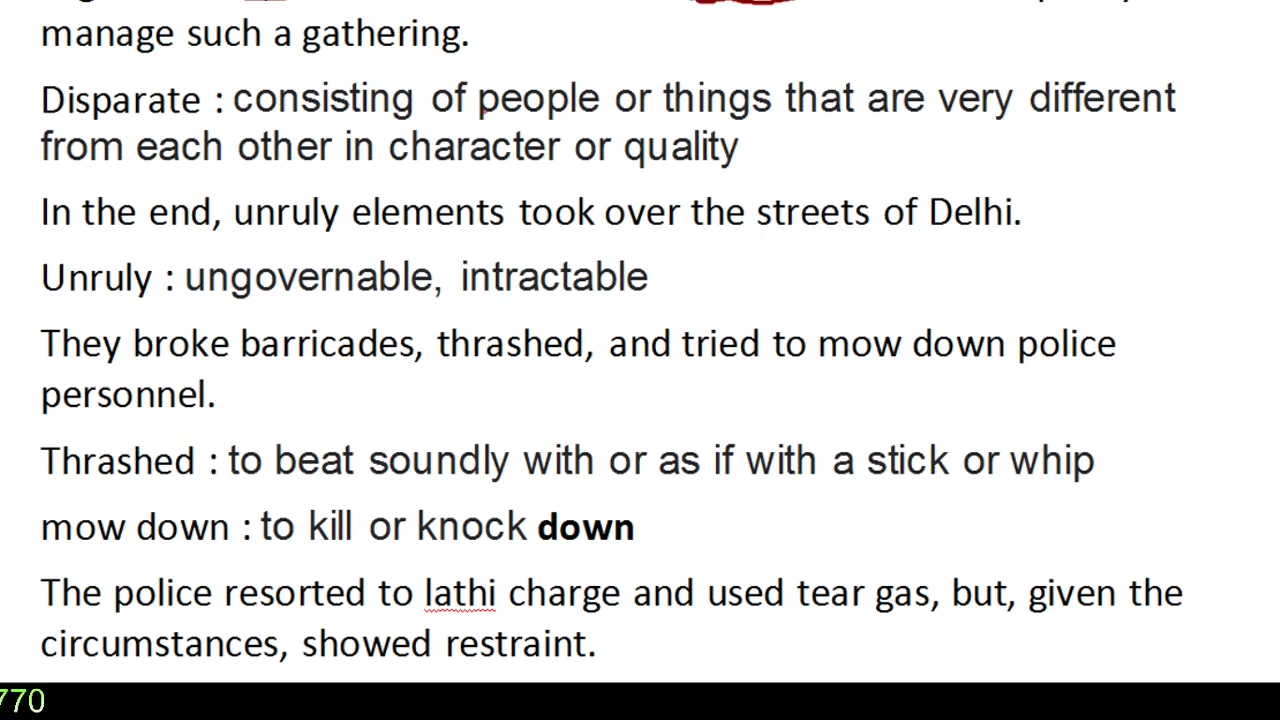 manage such a gathering.
Disparate : consisting of people or things that are very different
from each other in character or quality
In the end, unruly elements took over the streets of Delhi.
Unruly : ungovernable, intractable
They broke barricades, thrashed, and tried to mow down police
personnel.
Thrashed : to beat soundly with or as if with a stick or whip
mow down : to kill or knock down
The police resorted to lathi charge and used tear gas, but, given the
circumstances, showed restraint.
770